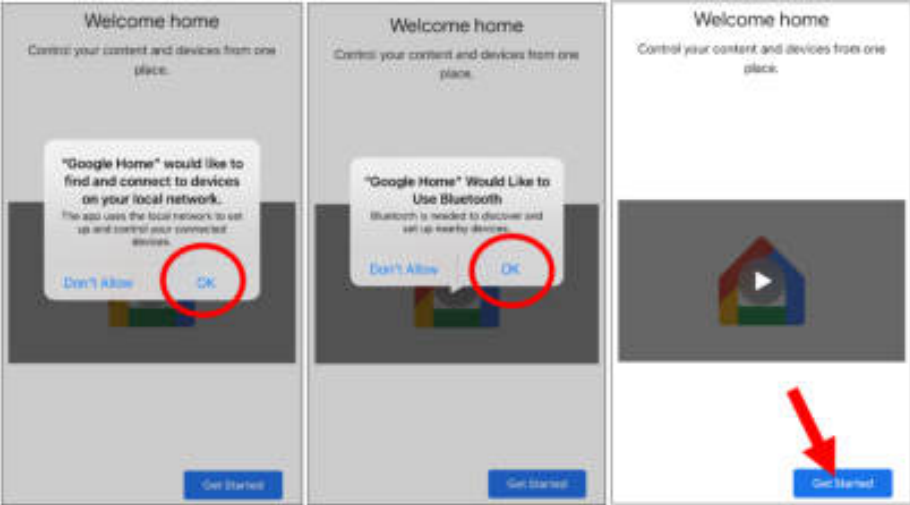 Welcome home
Control your content and devices from one
place.
"Google Home" would like to
find and connect to devices
on your local network.
The app uses the local network to set
up and control your connected
devices.
Don't Allow
OK
Get Started
Welcome home
Control your content and devices from one
place.
"Google Home" Would Like to
Use Bluetooth
Bluetooth is needed to discover and
set up nearby devices.
Don't Allow
OK
Get Started
Welcome home
Control your content and devices from one
place.
Get Started